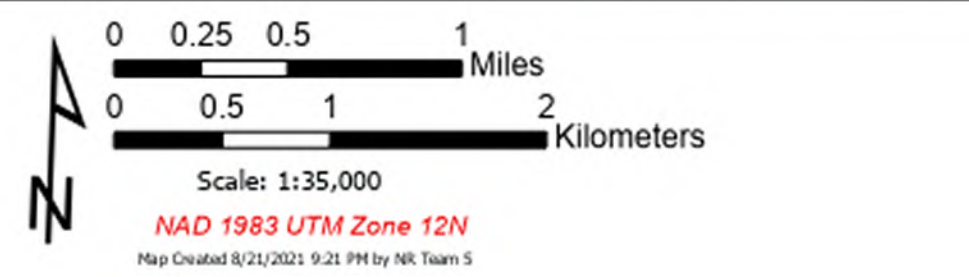 0 0.25 0.5 1
Miles
0 0.5 1 2
Kilometers
Scale: 1:35,000
N
NAD 1983 UTM Zone 12N
Map Created 8/21/2021 9:21 PM by NR Team 5